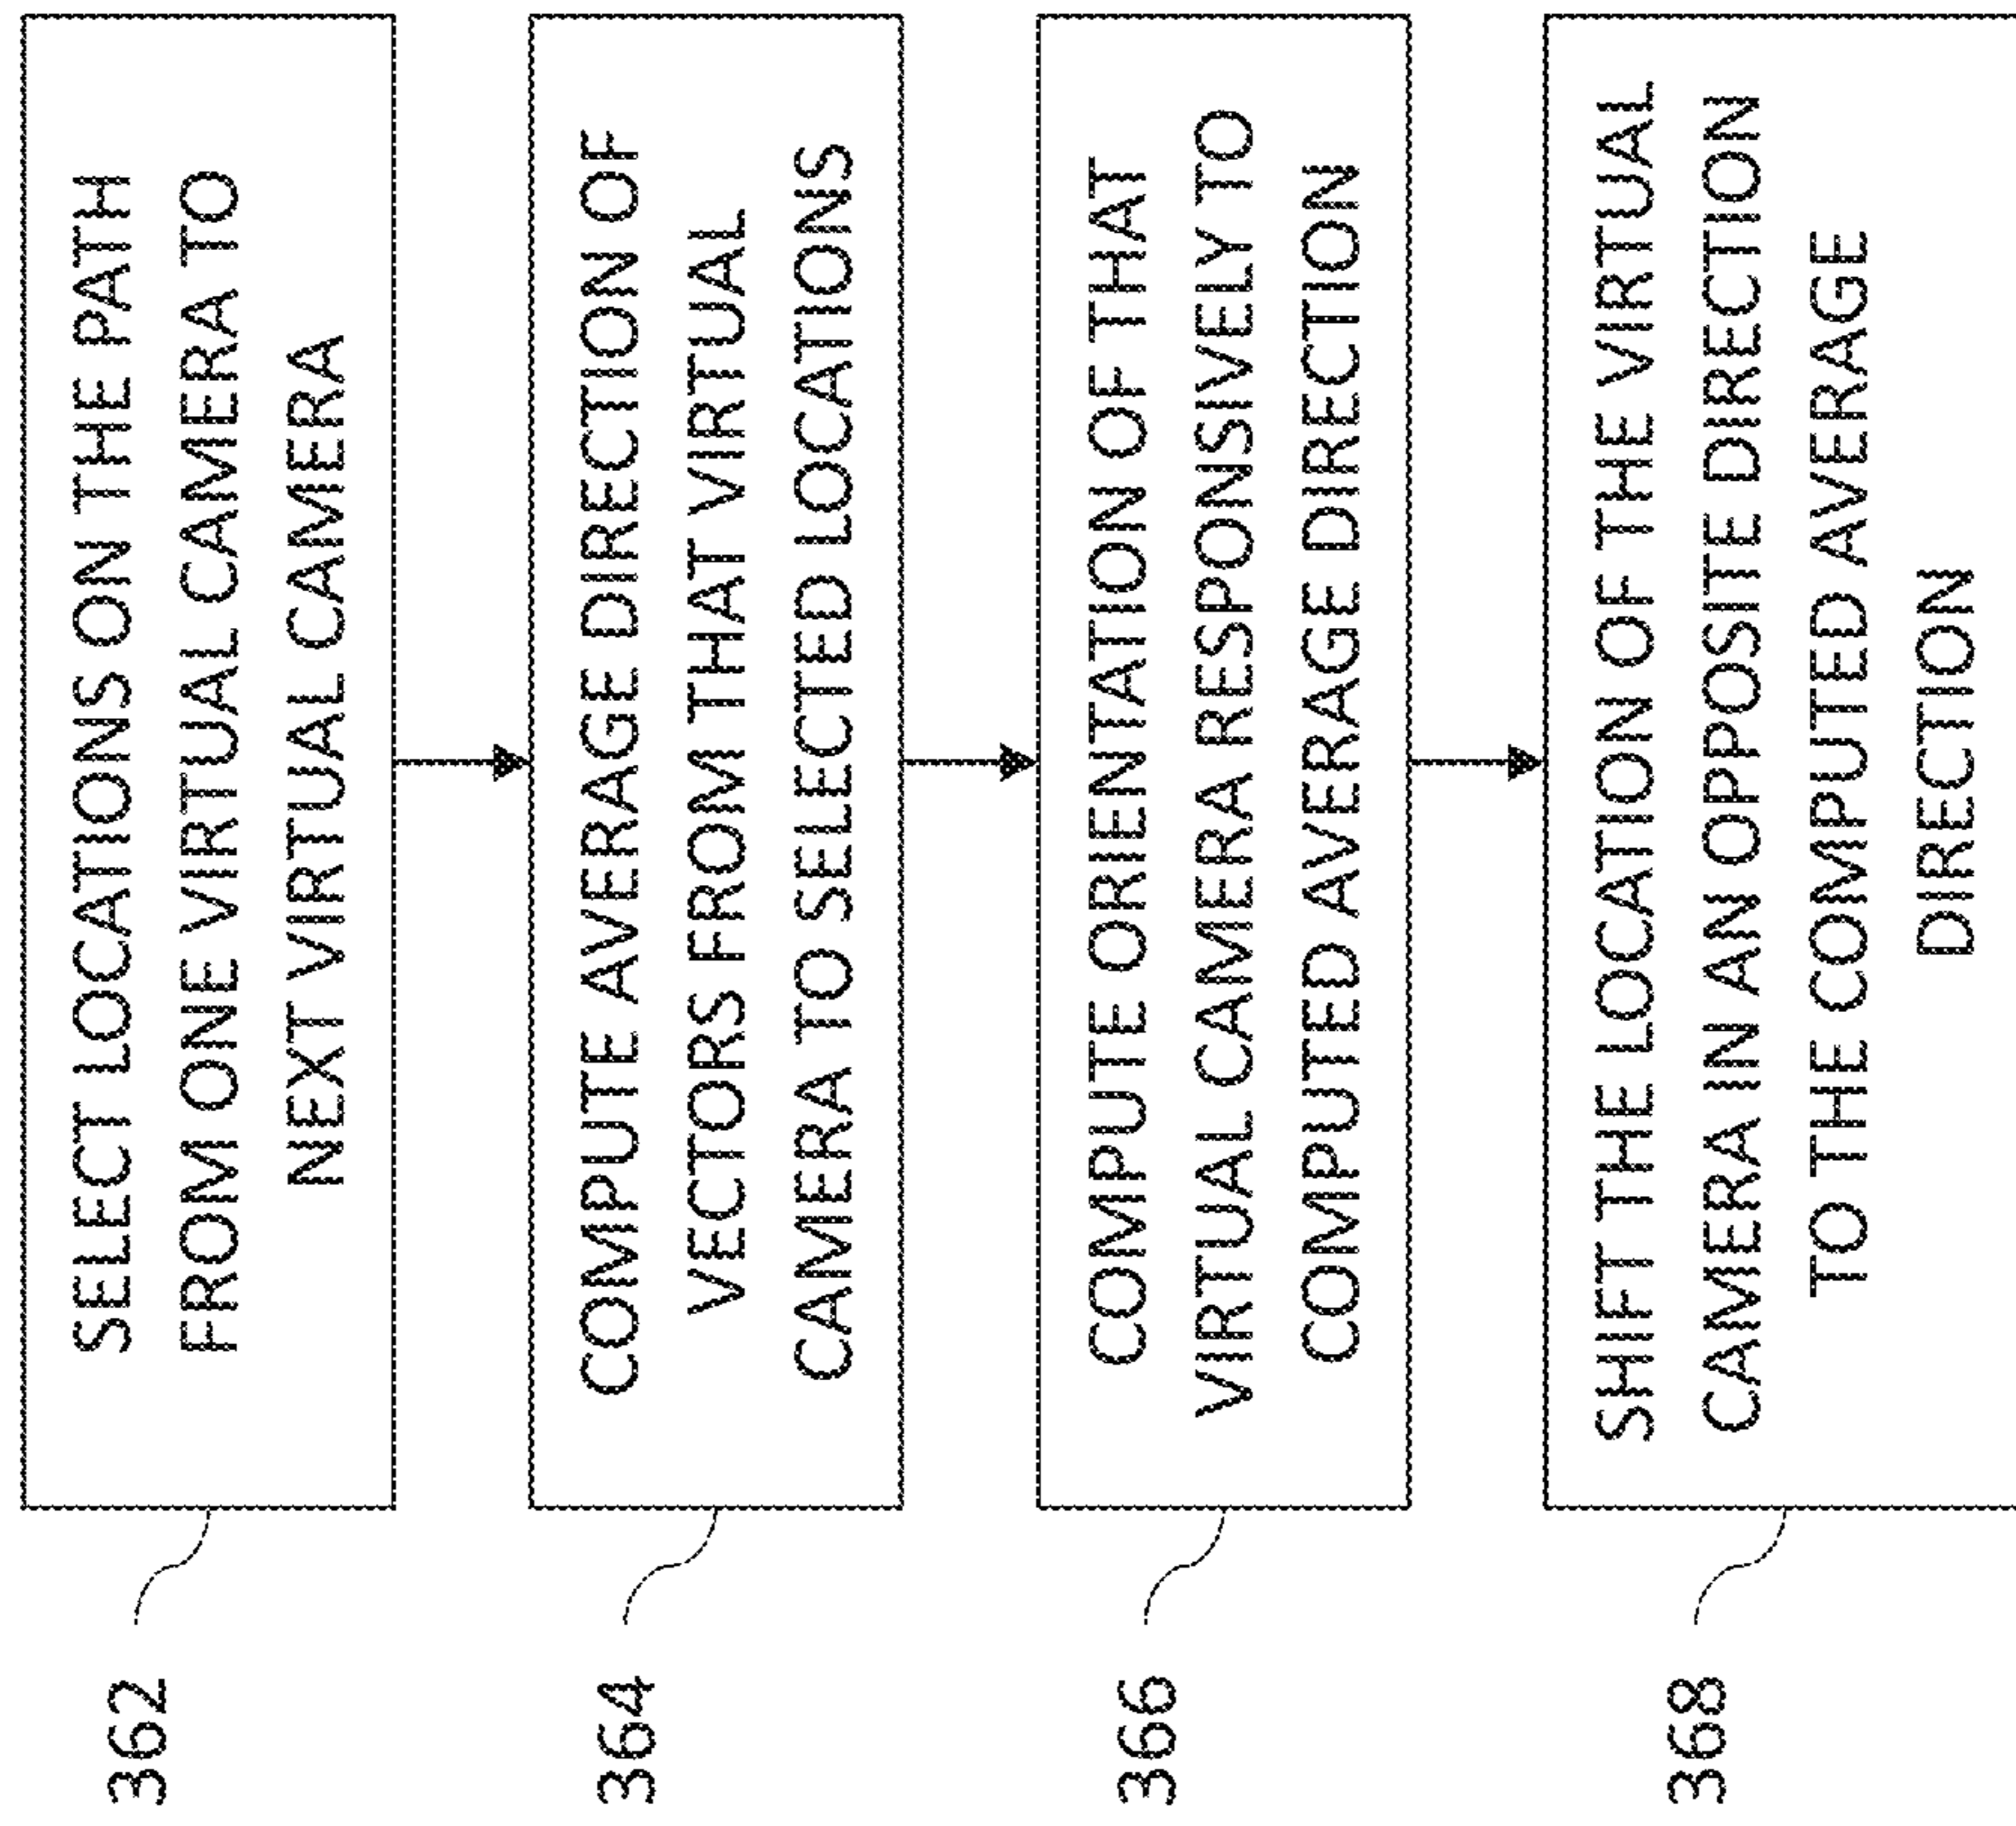 SELECT LOCATIONS ON THE PATH
FROM ONE VIRTUAL CAMERA TO
NEXT VIRTUAL CAMERA
362
COMPUTE AVERAGE DIRECTION OF
VECTORS FROM THAT VIRTUAL
CAMERA TO SELECTED LOCATIONS
364
COMPUTE ORIENTATION OF THAT
VIRTUAL CAMERA RESPONSIVELY TO
COMPUTED AVERAGE DIRECTION
366
SHIFT THE LOCATION OF THE VIRTUAL
CAMERA IN AN OPPOSITE DIRECTION
TO THE COMPUTED AVERAGE
DIRECTION
368